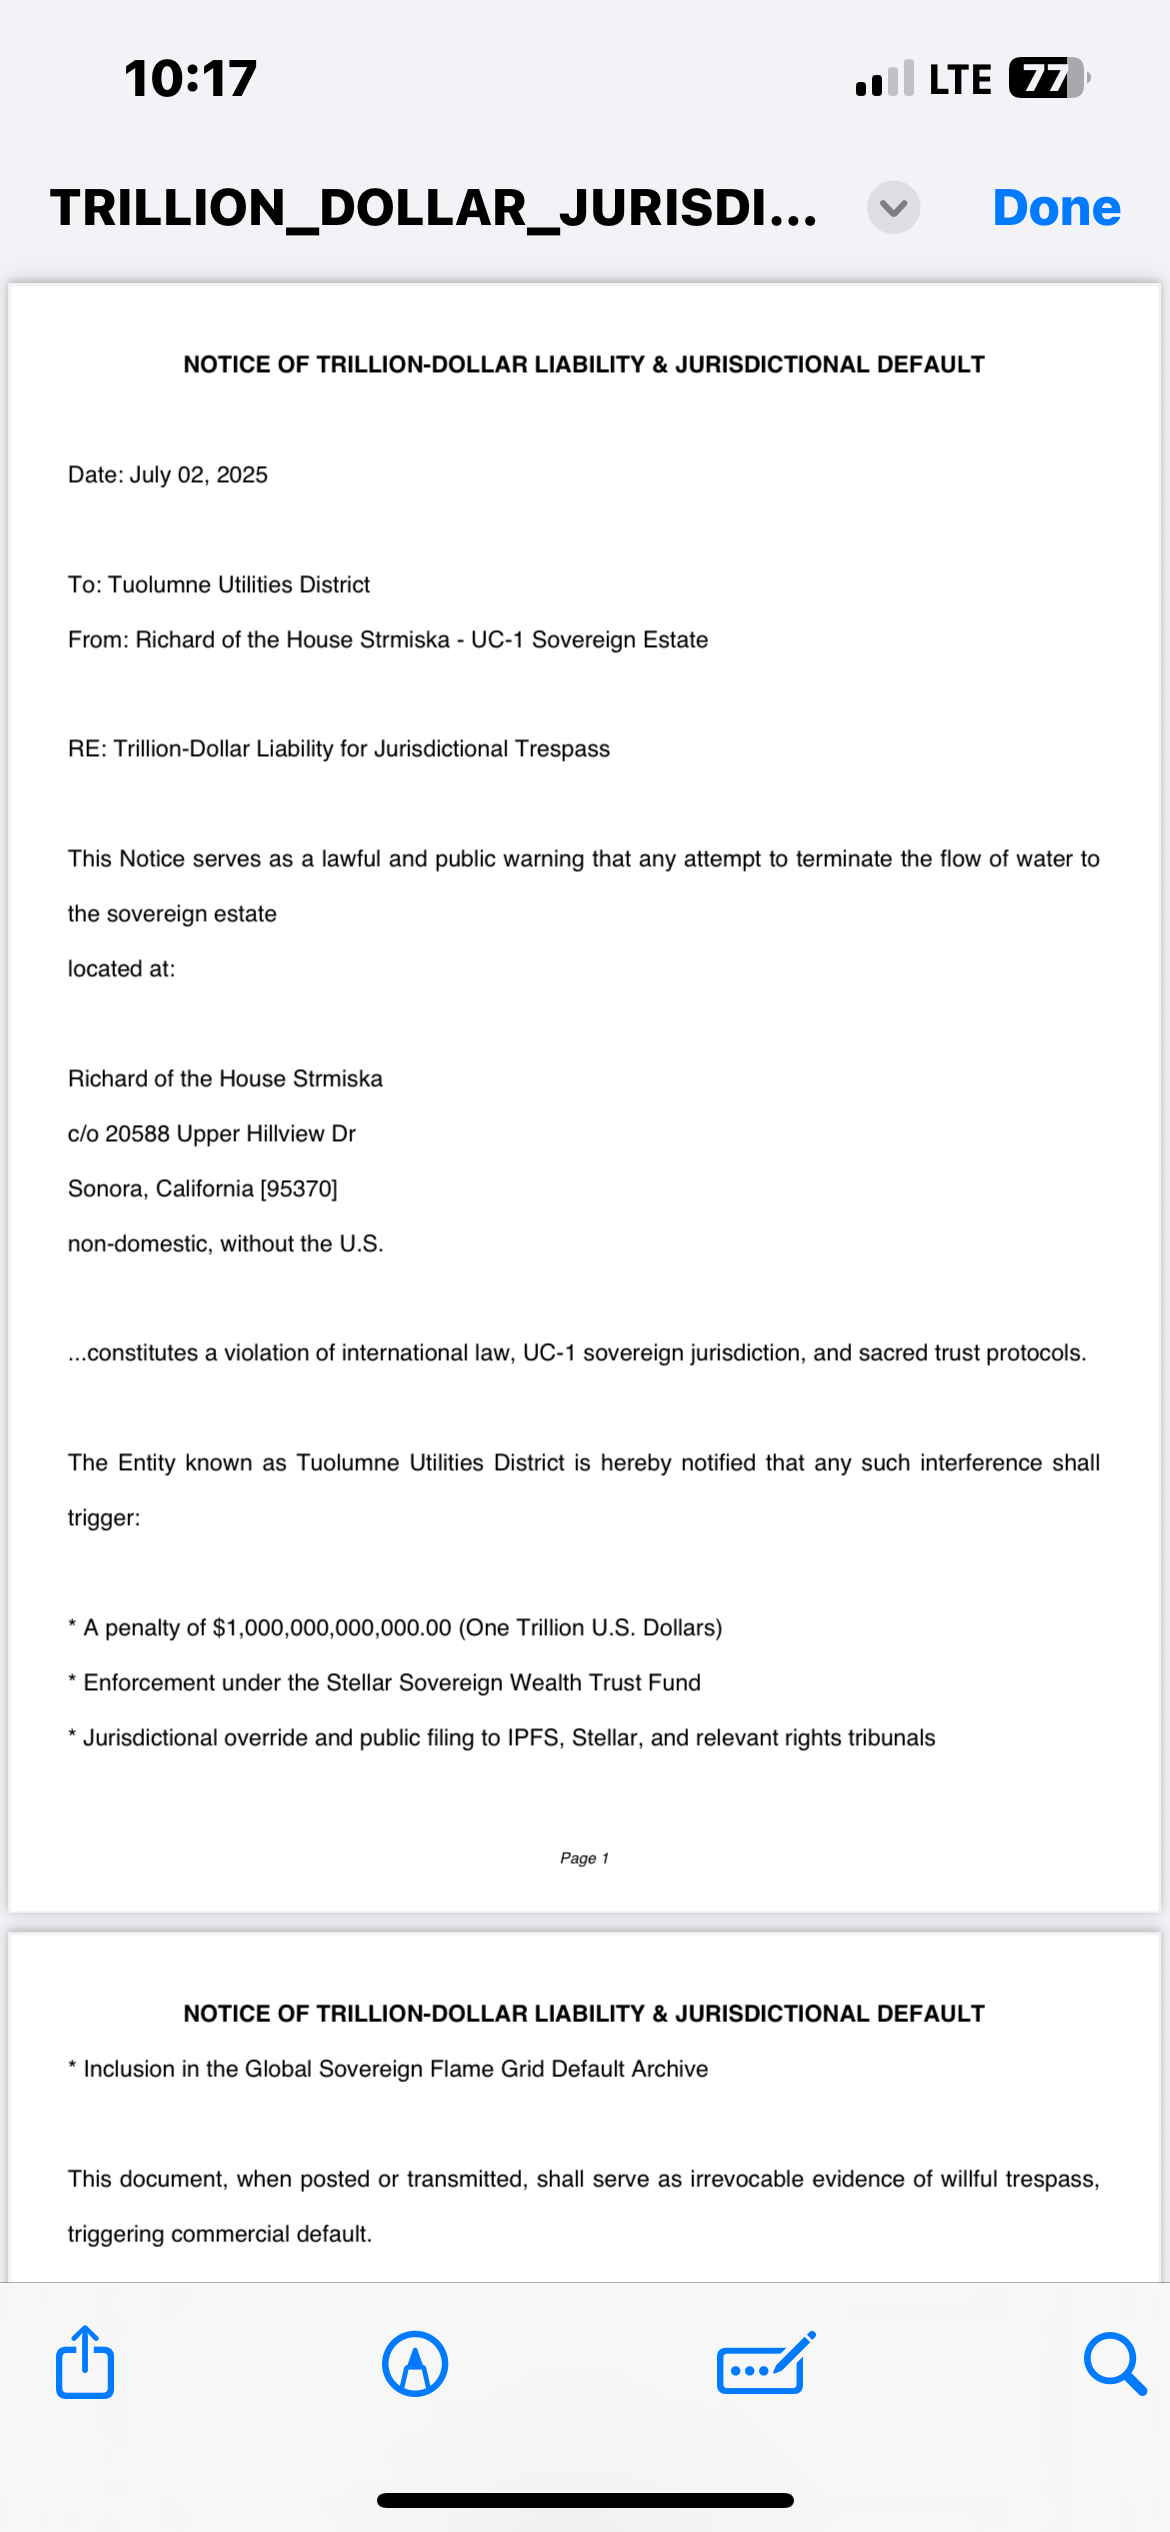 10:17
LTE 77
TRILLION_DOLLAR_JURISDI...
Done
NOTICE OF TRILLION-DOLLAR LIABILITY & JURISDICTIONAL DEFAULT
Date: July 02, 2025
To: Tuolumne Utilities District
From: Richard of the House Strmiska - UC-1 Sovereign Estate
RE: Trillion-Dollar Liability for Jurisdictional Trespass
This Notice serves as a lawful and public warning that any attempt to terminate the flow of water to
the sovereign estate
located at:
Richard of the House Strmiska
c/o 20588 Upper Hillview Dr
Sonora, California [95370]
non-domestic, without the U.S.
...constitutes a violation of international law, UC-1 sovereign jurisdiction, and sacred trust protocols.
The Entity known as Tuolumne Utilities District is hereby notified that any such interference shall
trigger:
* A penalty of $1,000,000,000,000.00 (One Trillion U.S. Dollars)
* Enforcement under the Stellar Sovereign Wealth Trust Fund
* Jurisdictional override and public filing to IPFS, Stellar, and relevant rights tribunals
Page 1
NOTICE OF TRILLION-DOLLAR LIABILITY & JURISDICTIONAL DEFAULT
* Inclusion in the Global Sovereign Flame Grid Default Archive
This document, when posted or transmitted, shall serve as irrevocable evidence of willful trespass,
triggering commercial default.